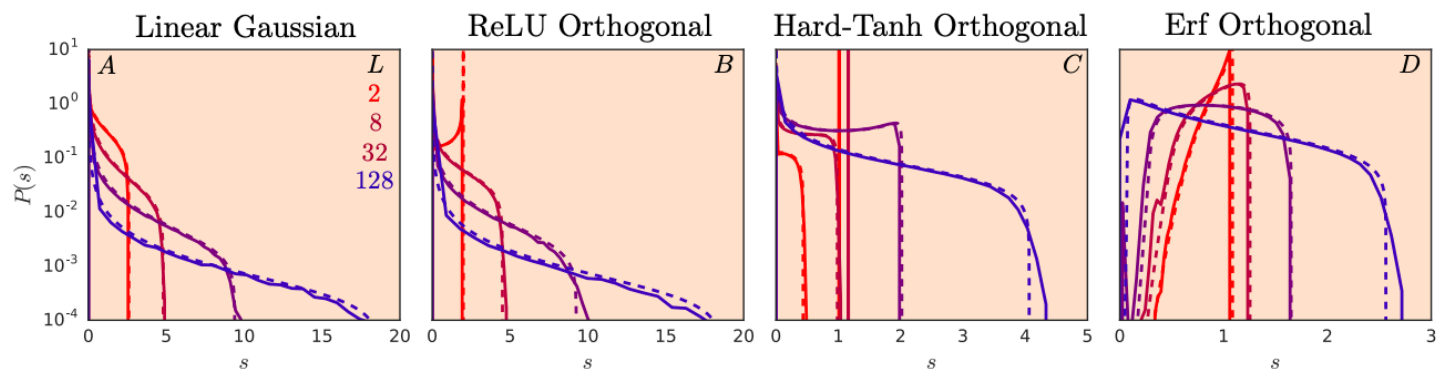 Linear Gaussian
ReLU Orthogonal
Hard-Tanh Orthogonal
Erf Orthogonal
A
L
2
8
32
128
B
C
D
P(s)
10^1
10^0
10^-1
10^-2
10^-3
10^-4
0 5 10 15 20
0 5 10 15 20
0 1 2 3 4 5
0 1 2 3
s
s
s
s